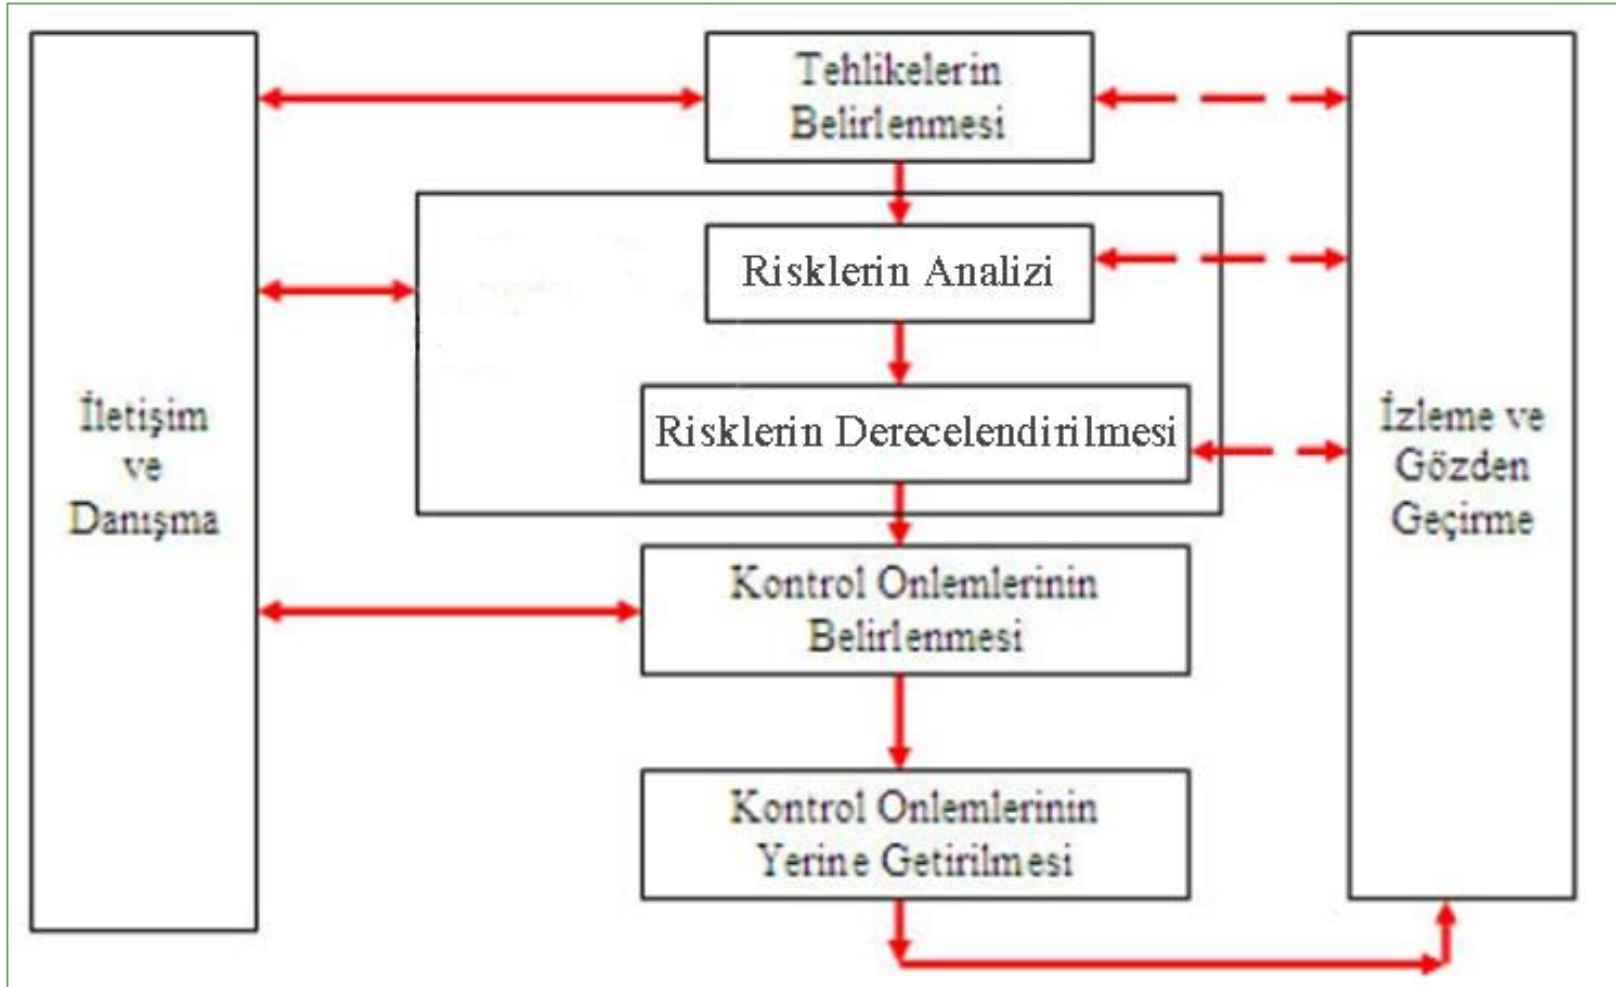 Tehlikelerin
Belirlenmesi
Risklerin Analizi
Risklerin Derecelendirilmesi
İletişim
ve
Danışma
İzleme ve
Gözden
Geçirme
Kontrol Onlemlerinin
Belirlenmesi
Kontrol Onlemlerinin
Yerine Getirilmesi